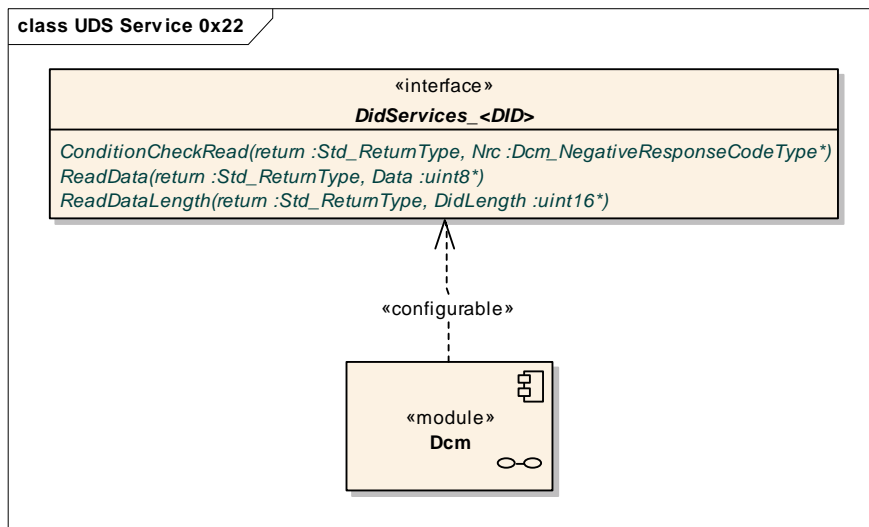 class UDS Service 0x22
«interface»
DidServices_<DID>
ConditionCheckRead(return :Std_ReturnType, Nrc :Dcm_NegativeResponseCodeType*)
ReadData(return :Std_ReturnType, Data :uint8*)
ReadDataLength(return :Std_ReturnType, DidLength :uint16*)
«configurable»
«module»
Dcm